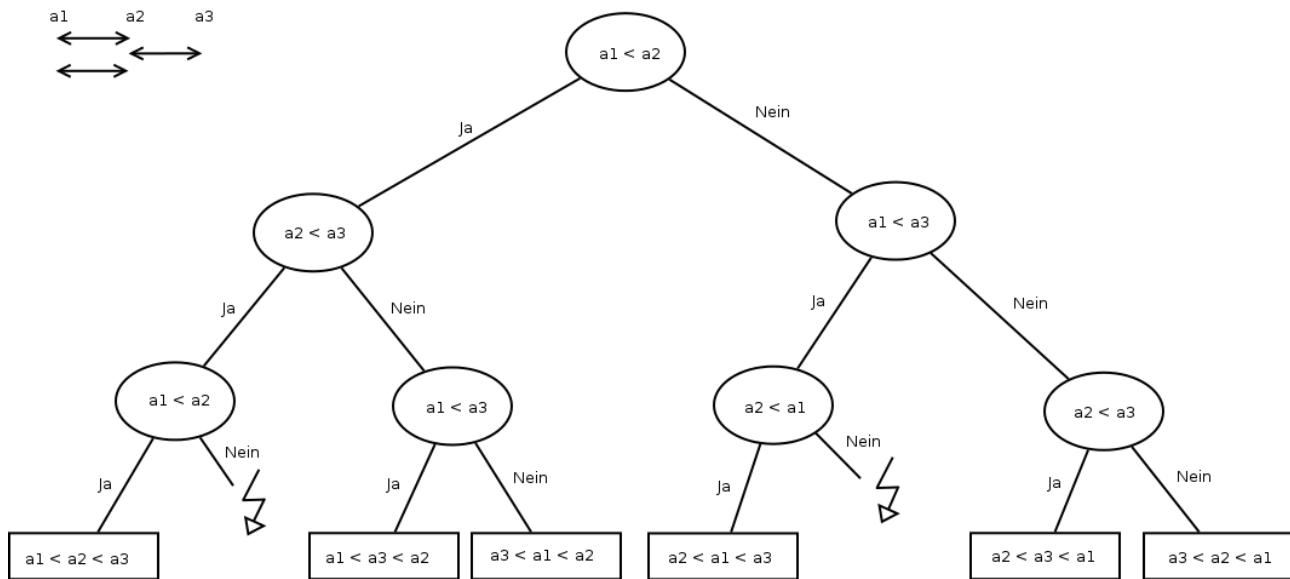 a1 a2 a3
a1 < a2
Ja Nein
a2 < a3 a1 < a3
Ja Nein Ja Nein
a1 < a2 a1 < a3 a2 < a1 a2 < a3
Ja Nein Ja Nein Ja Nein Ja Nein
a1 < a2 < a3 a1 < a3 < a2 a3 < a1 < a2 a2 < a1 < a3 a2 < a3 < a1 a3 < a2 < a1